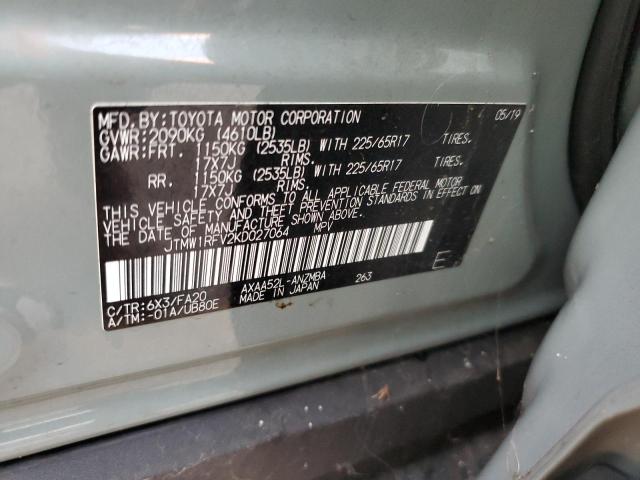 MFD. BY: TOYOTA MOTOR CORPORATION 05/19
GVWR: 2090KG (4610LB)
GAWR: FRT. 1150KG (2535LB) WITH 225/65R17 TIRES.
17X7J RIMS.
RR. 1150KG (2535LB) WITH 225/65R17 TIRES.
17X7J RIMS.
THIS VEHICLE CONFORMS TO ALL APPLICABLE FEDERAL MOTOR
VEHICLE SAFETY AND THEFT PREVENTION STANDARDS IN EFFECT
ON THE DATE OF MANUFACTURE SHOWN ABOVE.
JTMW1RFV2KD027064 MPV
E
C/TR: 6X3/FA20 AXAA52L-ANZMBA 263
A/TM: -01A/UB80E MADE IN JAPAN